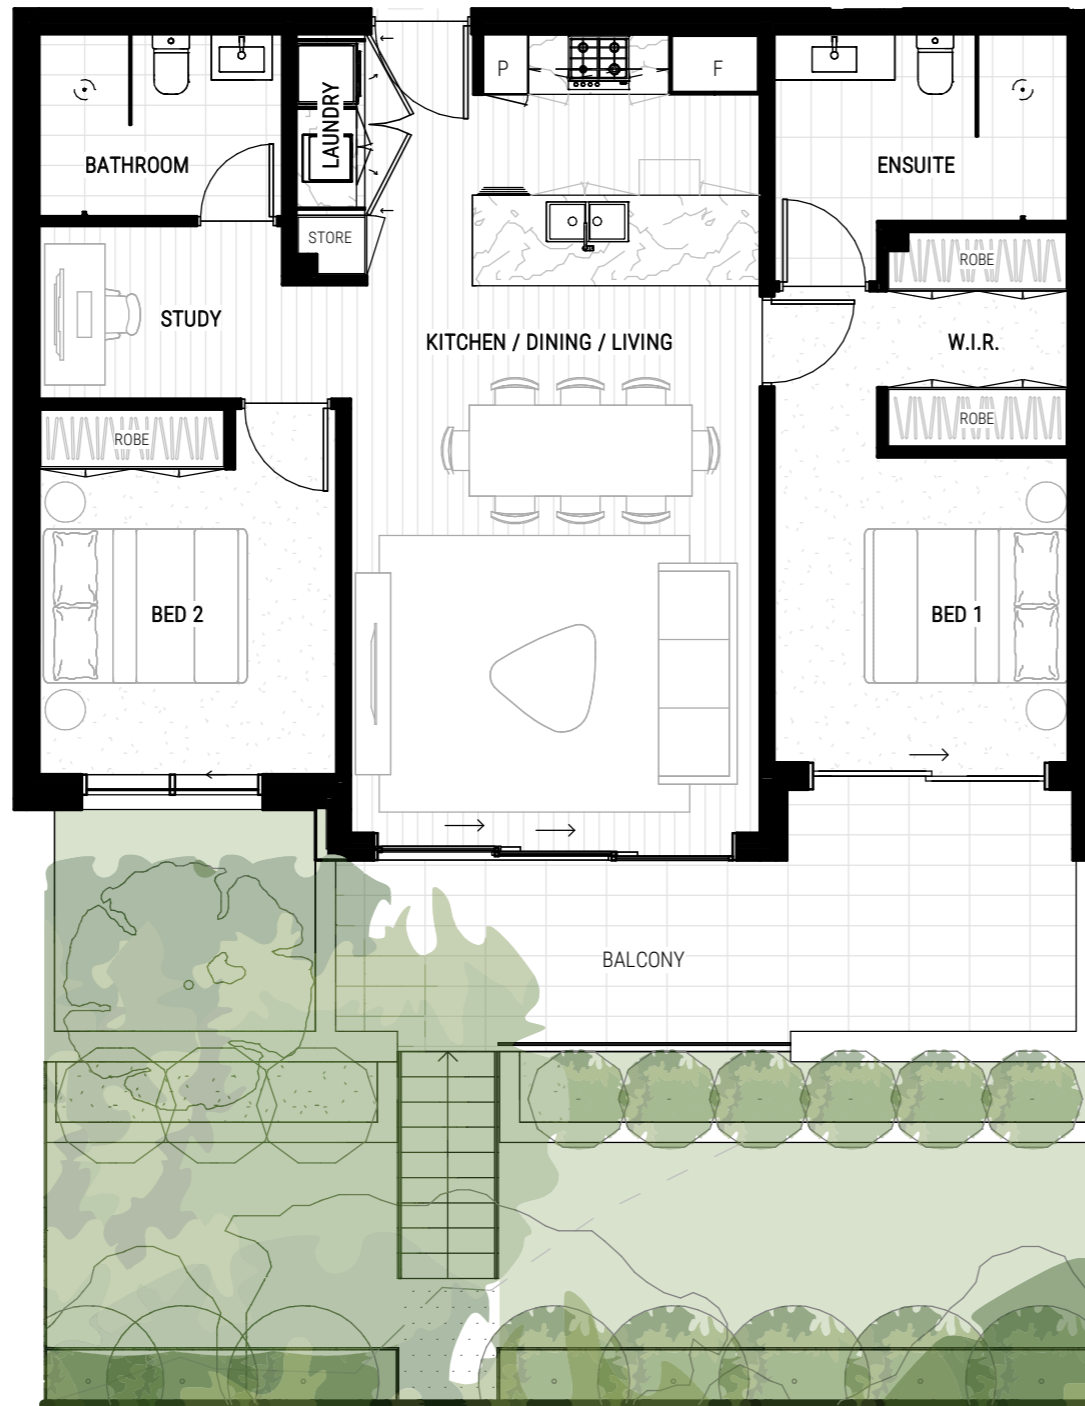 P
F
LAUNDRY
BATHROOM
ENSUITE
STORE
ROBE
STUDY
KITCHEN / DINING / LIVING
W.I.R.
ROBE
ROBE
BED 2
BED 1
BALCONY